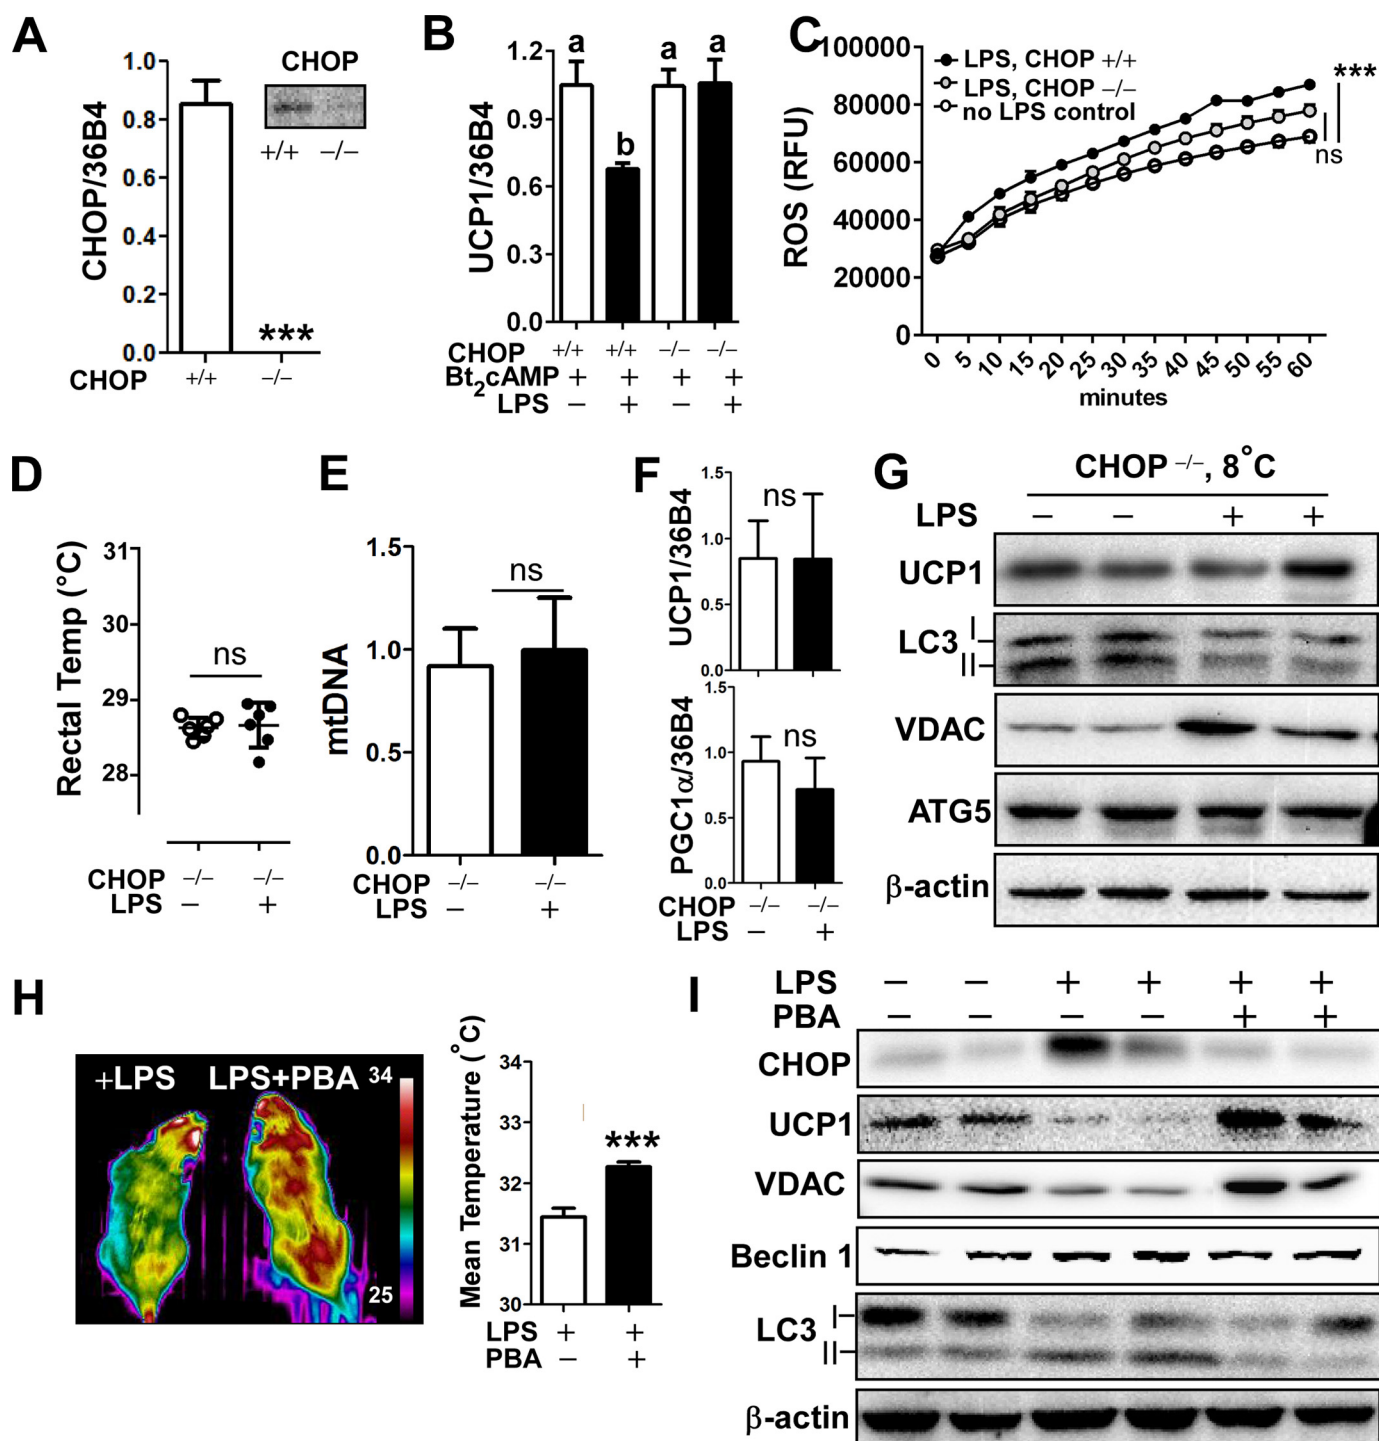 A
CHOP/36B4
1.0
0.8
0.6
0.4
0.2
0.0
CHOP
+/+ −/−
***
CHOP +/+ −/−
B
UCP1/36B4
1.2
0.9
0.6
0.3
0.0
a b a a
CHOP +/+ +/+ −/− −/−
Bt2cAMP + + + +
LPS − + − +
C
ROS (RFU)
100000
80000
60000
40000
20000
0
LPS, CHOP +/+
LPS, CHOP −/−
no LPS control
***
ns
0 5 10 15 20 25 30 35 40 45 50 55 60
minutes
D
Rectal Temp (°C)
31
30
29
28
ns
CHOP −/− −/−
LPS − +
E
mtDNA
1.5
1.0
0.5
0.0
ns
CHOP −/− −/−
LPS − +
F
UCP1/36B4
1.5
1.0
0.5
0.0
ns
PGC1α/36B4
1.5
1.0
0.5
0.0
ns
CHOP −/− −/−
LPS − +
G
CHOP −/−, 8°C
LPS − − + +
UCP1
LC3 I
II
VDAC
ATG5
β-actin
H
+LPS LPS+PBA 34
25
Mean Temperature (°C)
34
33
32
31
30
***
LPS + +
PBA − +
I
LPS − − + + + +
PBA − − − − + +
CHOP
UCP1
VDAC
Beclin 1
LC3 I
II
β-actin